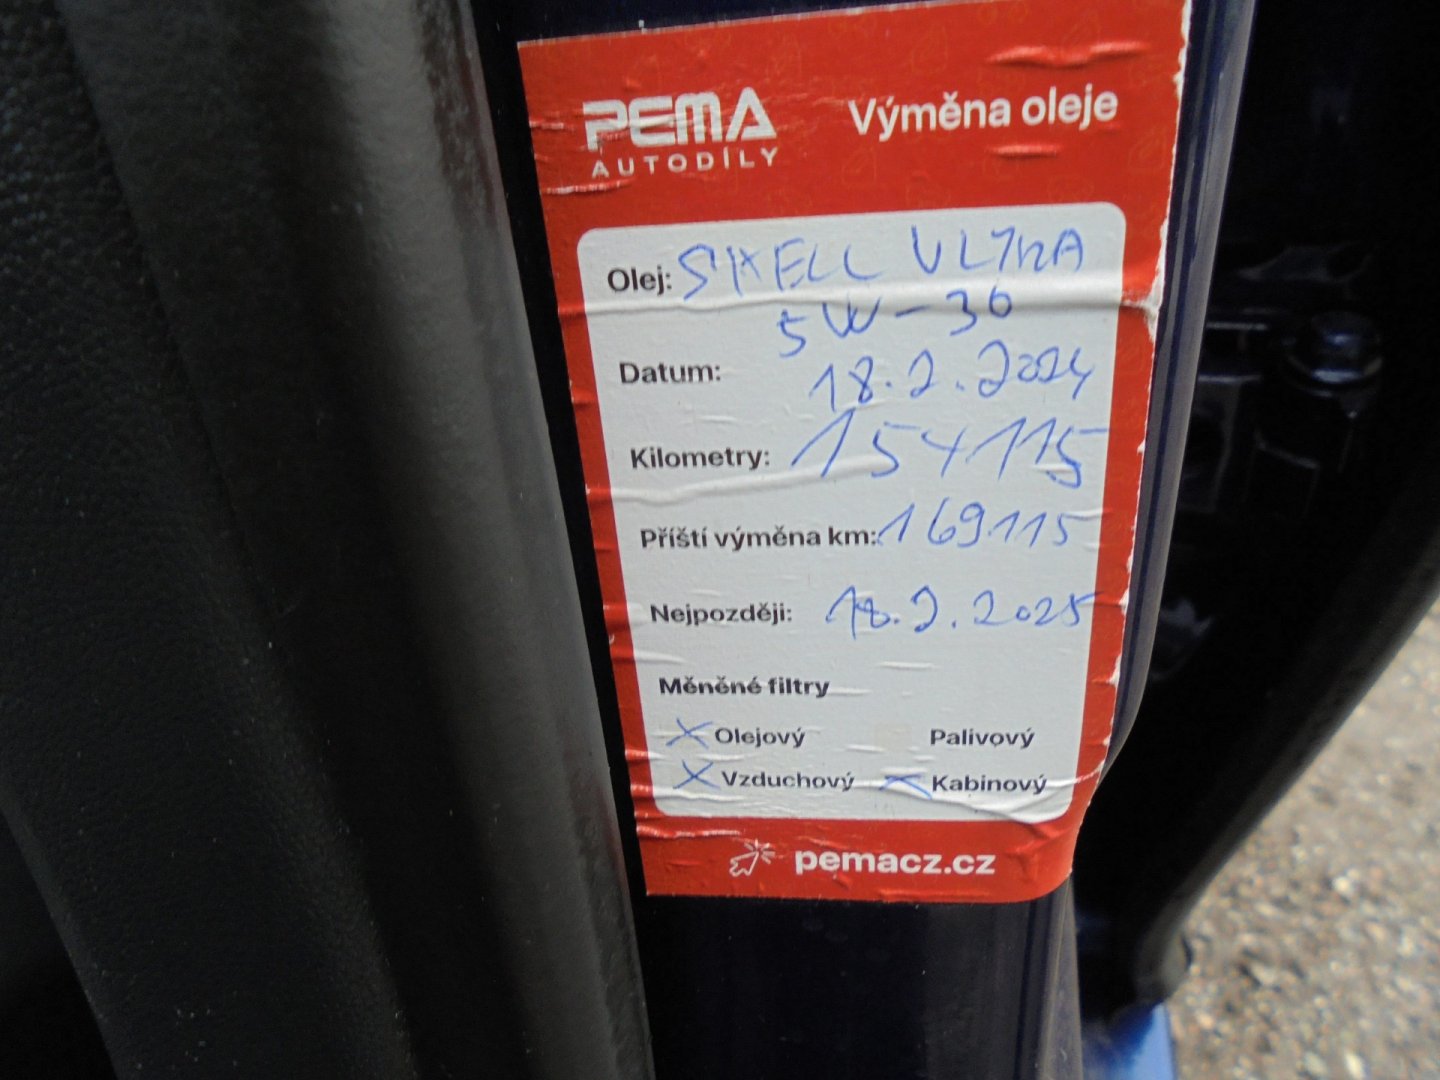 PEMA
AUTODÍLY
Výměna oleje
Olej: SHELL ULTRA
5W-30
Datum: 18.2.2024
Kilometry: 154115
Příští výměna km: 169115
Nejpozději: 18.2.2025
Měněné filtry
X Olejový Palivový
X Vzduchový X Kabinový
pemacz.cz